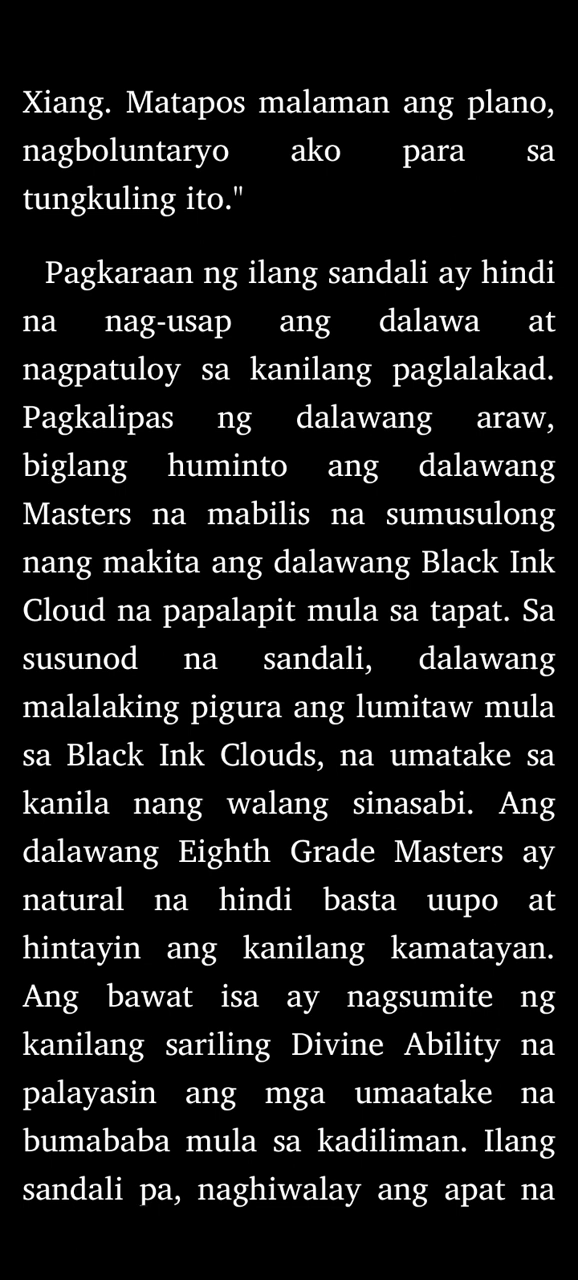 Xiang. Matapos malaman ang plano,
nagboluntaryo ako para sa
tungkuling ito."
Pagkaraan ng ilang sandali ay hindi
na nag-usap ang dalawa at
nagpatuloy sa kanilang paglalakad.
Pagkalipas ng dalawang araw,
biglang huminto ang dalawang
Masters na mabilis na sumusulong
nang makita ang dalawang Black Ink
Cloud na papalapit mula sa tapat. Sa
susunod na sandali, dalawang
malalaking pigura ang lumitaw mula
sa Black Ink Clouds, na umatake sa
kanila nang walang sinasabi. Ang
dalawang Eighth Grade Masters ay
natural na hindi basta uupo at
hintayin ang kanilang kamatayan.
Ang bawat isa ay nagsumite ng
kanilang sariling Divine Ability na
palayasin ang mga umaatake na
bumababa mula sa kadiliman. Ilang
sandali pa, naghiwalay ang apat na